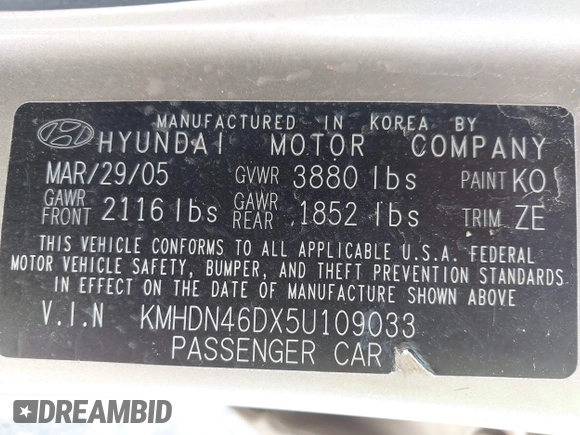 MANUFACTURED IN KOREA BY
HYUNDAI MOTOR COMPANY
MAR/29/05 GVWR 3880 lbs PAINT KO
GAWR FRONT 2116 lbs GAWR REAR 1852 lbs TRIM ZE
THIS VEHICLE CONFORMS TO ALL APPLICABLE U.S.A. FEDERAL
MOTOR VEHICLE SAFETY, BUMPER, AND THEFT PREVENTION STANDARDS
IN EFFECT ON THE DATE OF MANUFACTURE SHOWN ABOVE
V.I.N KMHDN46DX5U109033
PASSENGER CAR
DREAMBID